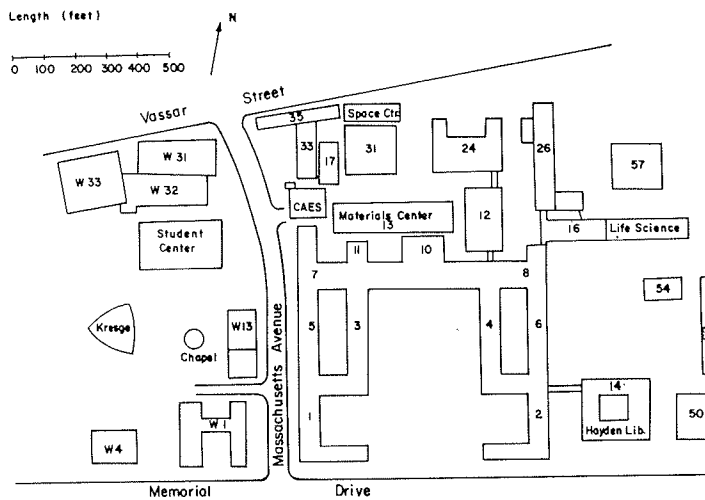 Length (feet)
N
0 100 200 300 400 500
Vassar Street
35
Space Ctr.
W 31
33
17
31
24
26
57
W 33
W 32
CAES
Materials Center
13
12
Student
Center
16
Life Science
11
10
7
8
54
Kresge
Chapel
W13
5
3
4
6
Massachusetts Avenue
14
Hayden Lib.
50
1
2
W 1
W4
Memorial Drive